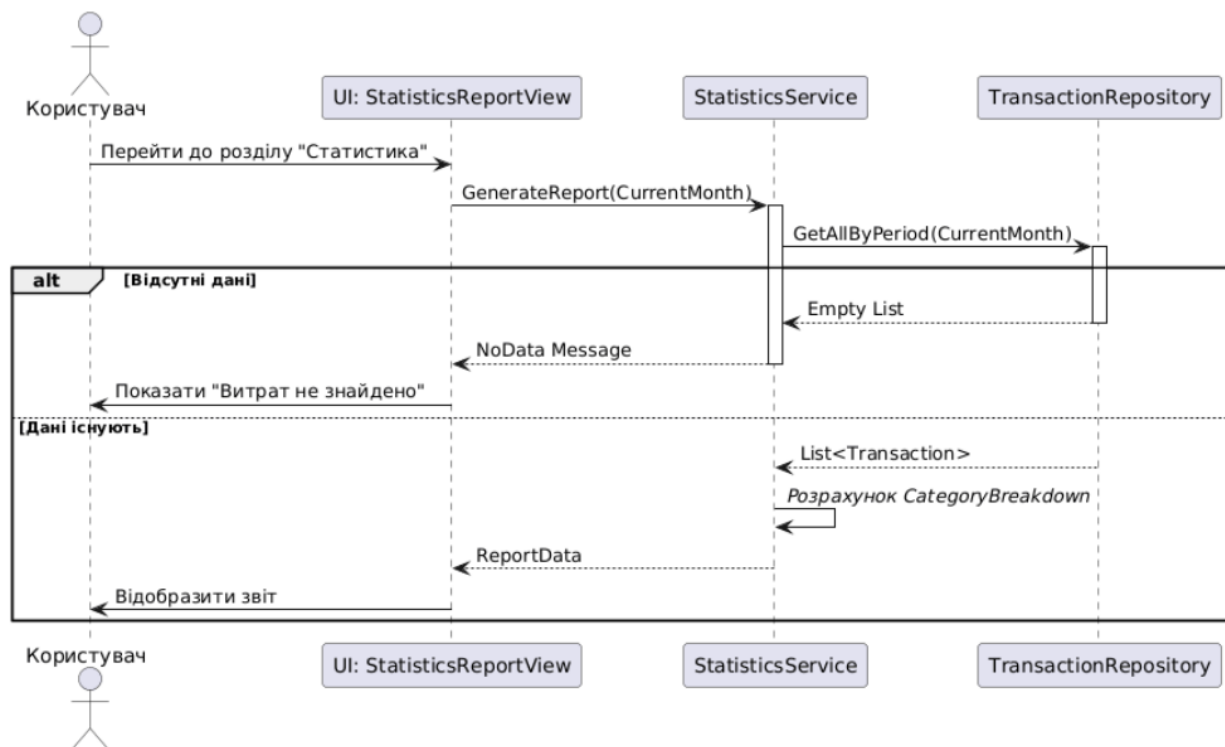 Користувач
UI: StatisticsReportView
StatisticsService
TransactionRepository
Перейти до розділу "Статистика"
GenerateReport(CurrentMonth)
GetAllByPeriod(CurrentMonth)
alt
[Відсутні дані]
Empty List
NoData Message
Показати "Витрат не знайдено"
[Дані існують]
List<Transaction>
Розрахунок CategoryBreakdown
ReportData
Відобразити звіт
Користувач
UI: StatisticsReportView
StatisticsService
TransactionRepository